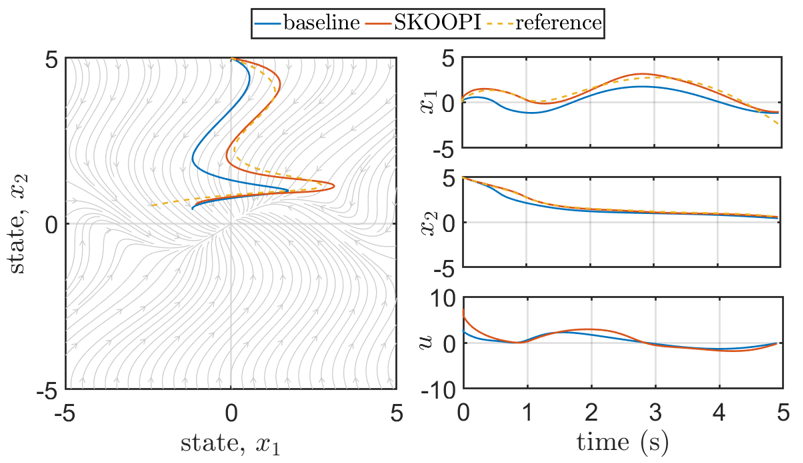 baseline SKOOPI reference
5
0
-5
state, x₂
-5 0 5
state, x₁
5
0
-5
x₁
5
0
-5
x₂
10
0
-10
u
0 1 2 3 4 5
time (s)